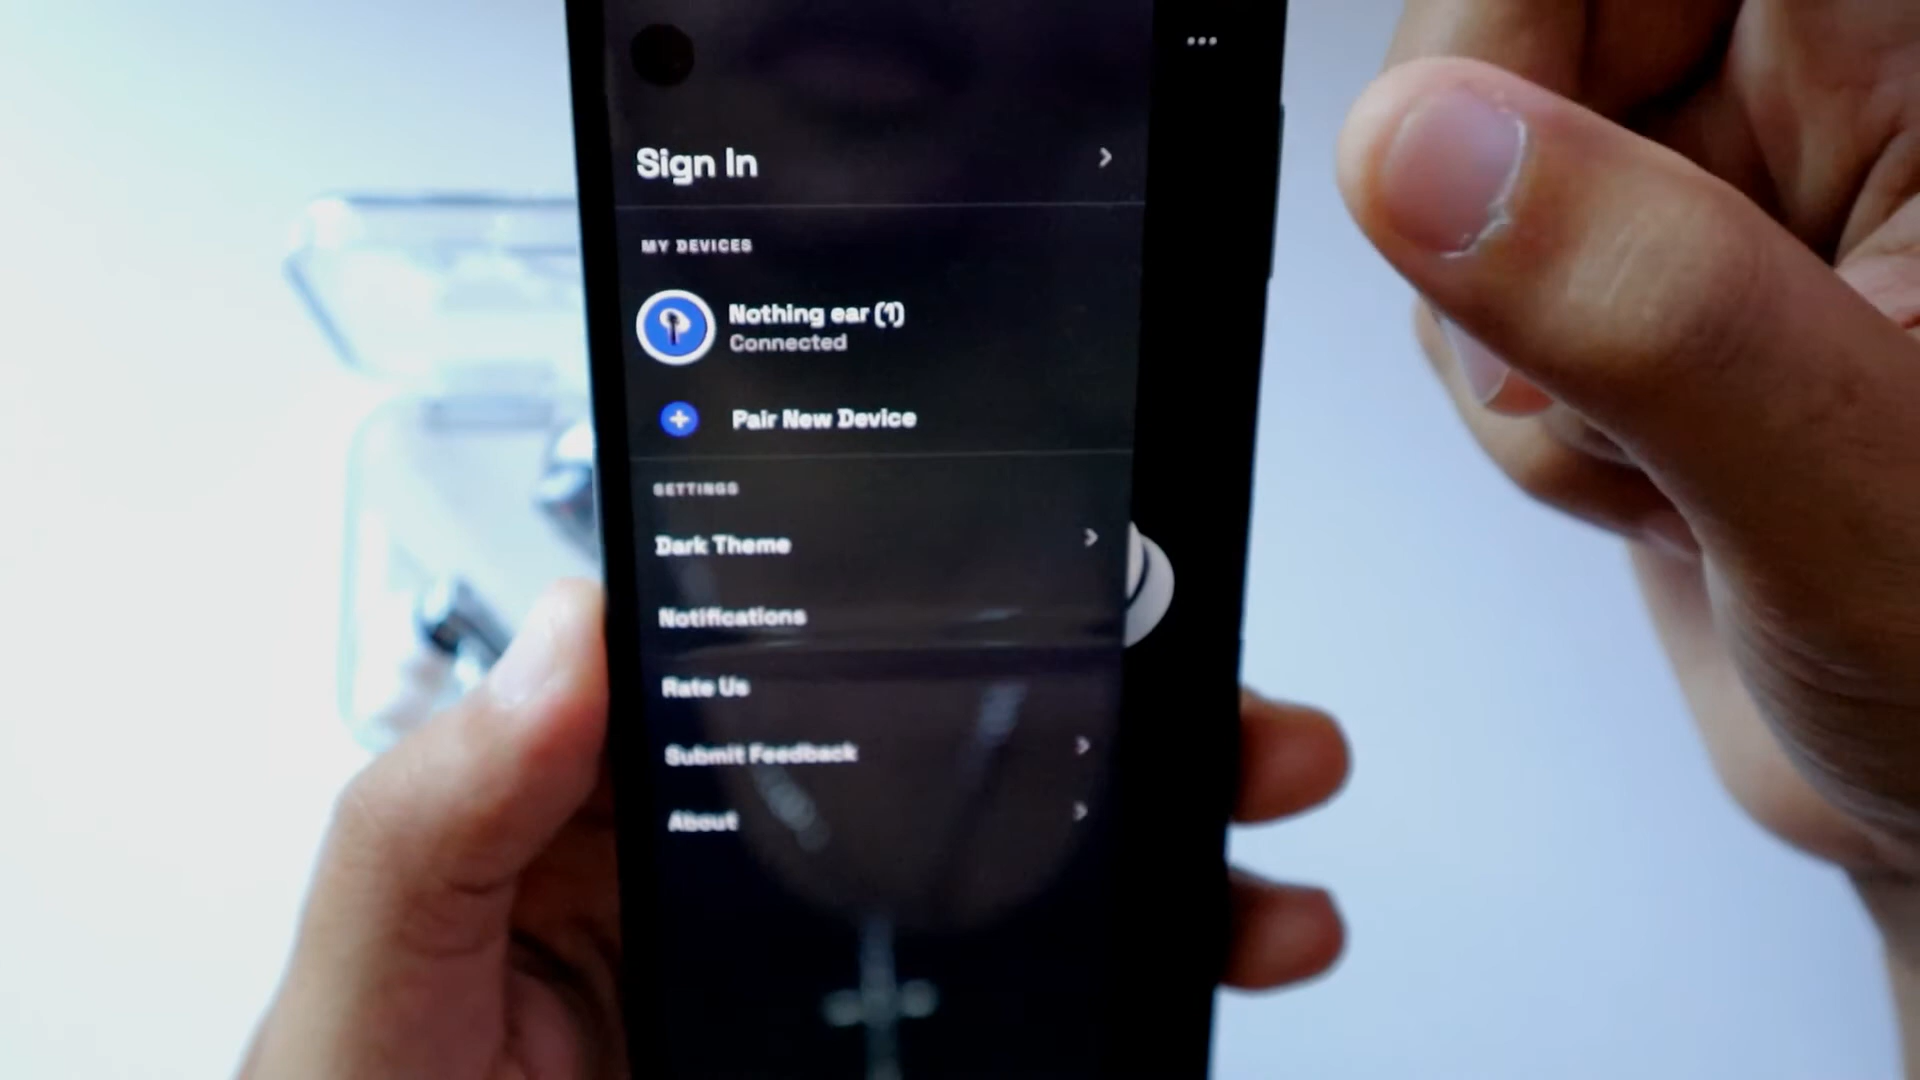 Sign In
MY DEVICES
Nothing ear (1)
Connected
Pair New Device
SETTINGS
Dark Theme
Notifications
Rate Us
Submit Feedback
About